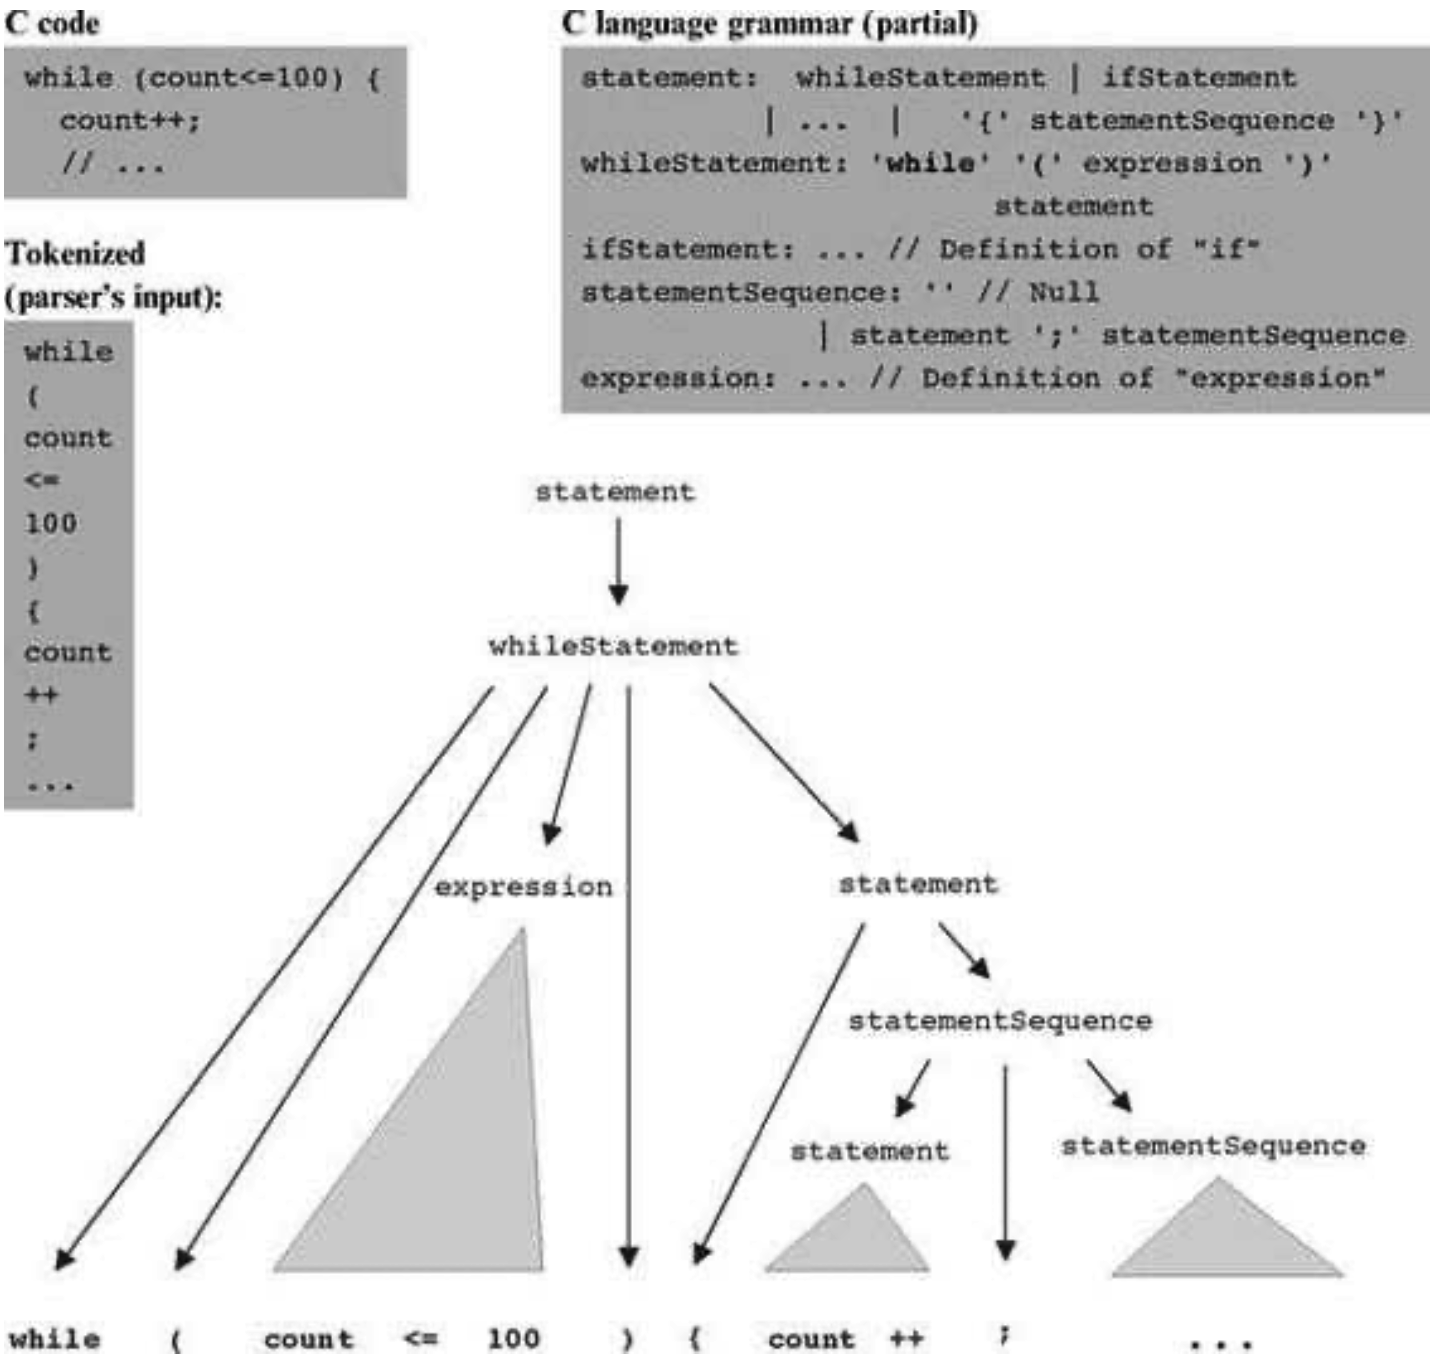 C code
while (count<=100) {
count++;
// ...
Tokenized
(parser's input):
while
(
count
<=
100
)
{
count
++
;
...
C language grammar (partial)
statement: whileStatement | ifStatement
| ... | '{' statementSequence '}'
whileStatement: 'while' '(' expression ')'
statement
ifStatement: ... // Definition of "if"
statementSequence: '' // Null
| statement ';' statementSequence
expression: ... // Definition of "expression"
statement
whileStatement
expression statement
statementSequence
statement statementSequence
while ( count <= 100 ) { count ++ ; ...